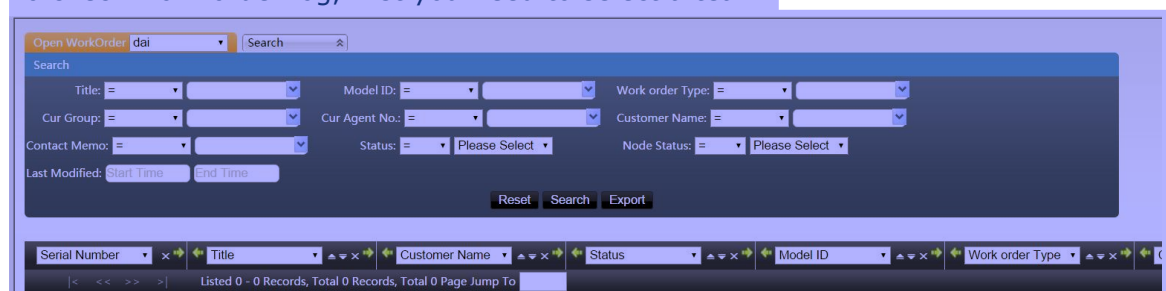 Open WorkOrder dai Search
Search
Title: = Model ID: = Work order Type: =
Cur Group: = Cur Agent No.: = Customer Name: =
Contact Memo: = Status: = Please Select Node Status: = Please Select
Last Modified: Start Time End Time
Reset Search Export
Serial Number Title Customer Name Status Model ID Work order Type
|< << >> >| Listed 0 - 0 Records, Total 0 Records, Total 0 Page Jump To